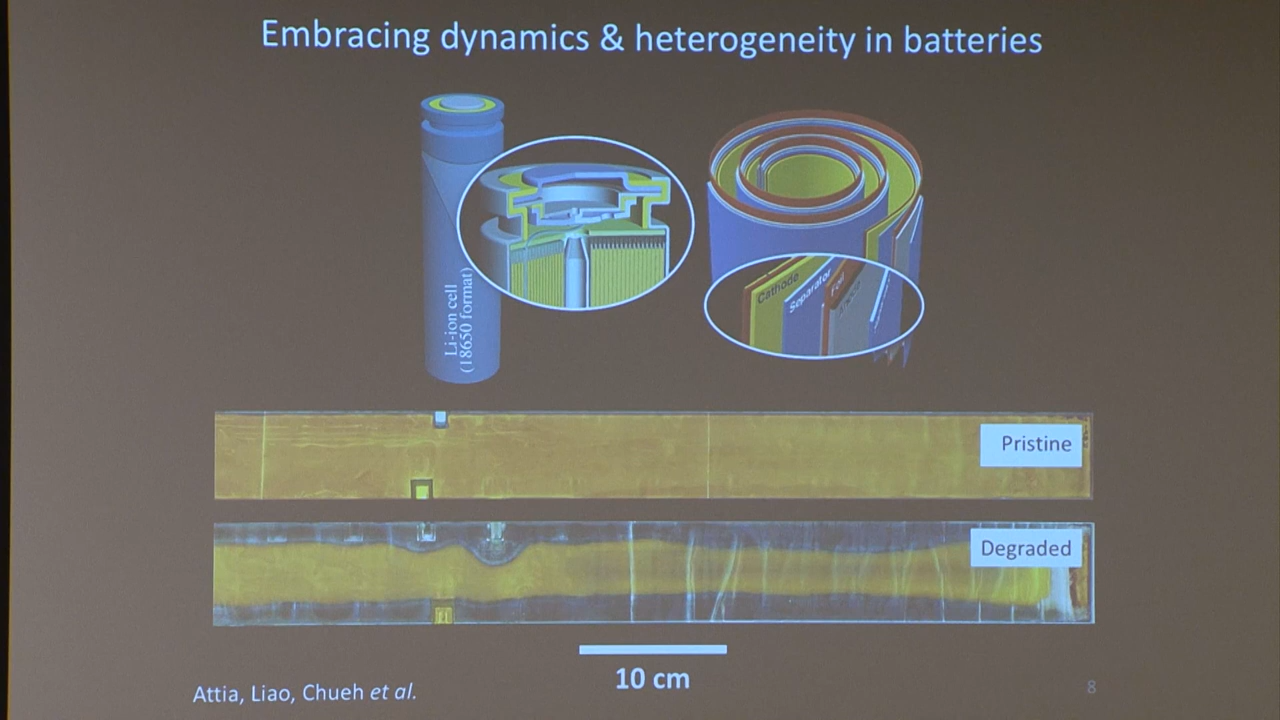 Embracing dynamics & heterogeneity in batteries
Li-ion cell
(18650 format)
Cathode
Separator
Foil
Pristine
Degraded
10 cm
Attia, Liao, Chueh et al.
8